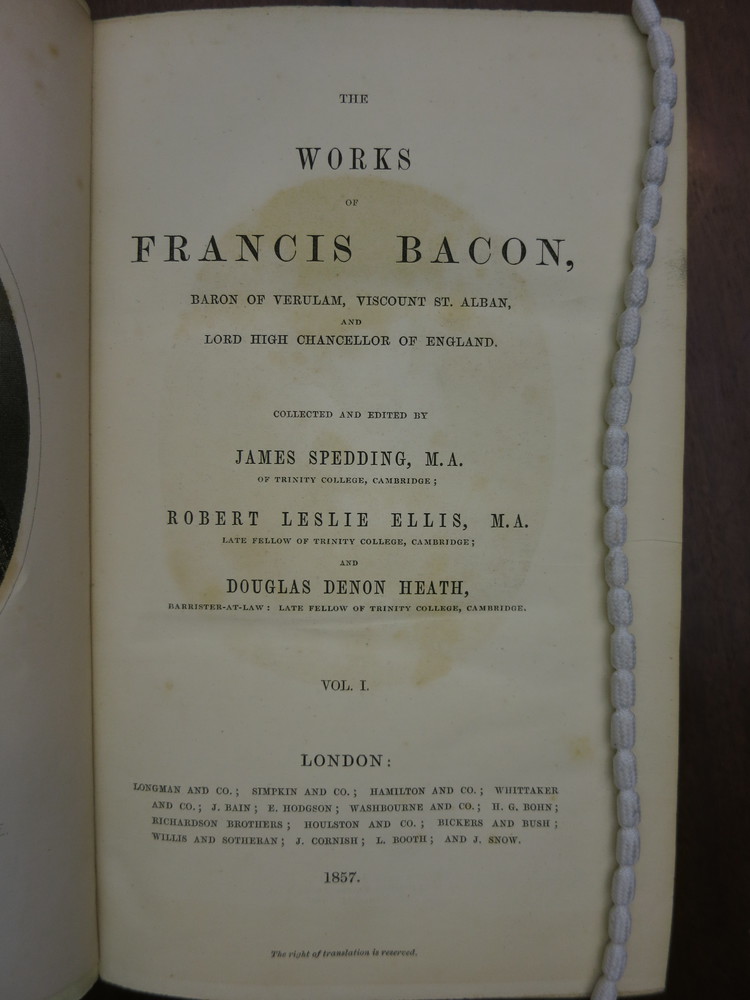 THE
WORKS
OF
FRANCIS BACON,
BARON OF VERULAM, VISCOUNT ST. ALBAN,
AND
LORD HIGH CHANCELLOR OF ENGLAND.
COLLECTED AND EDITED BY
JAMES SPEDDING, M.A.
OF TRINITY COLLEGE, CAMBRIDGE;
ROBERT LESLIE ELLIS, M.A.
LATE FELLOW OF TRINITY COLLEGE, CAMBRIDGE;
AND
DOUGLAS DENON HEATH,
BARRISTER-AT-LAW: LATE FELLOW OF TRINITY COLLEGE, CAMBRIDGE.
VOL. I.
LONDON:
LONGMAN AND CO.; SIMPKIN AND CO.; HAMILTON AND CO.; WHITTAKER
AND CO.; J. BAIN; E. HODGSON; WASHBOURNE AND CO.; H. G. BOHN;
RICHARDSON BROTHERS; HOULSTON AND CO.; BICKERS AND BUSH;
WILLIS AND SOTHERAN; J. CORNISH; L. BOOTH; AND J. SNOW.
1857.
The right of translation is reserved.